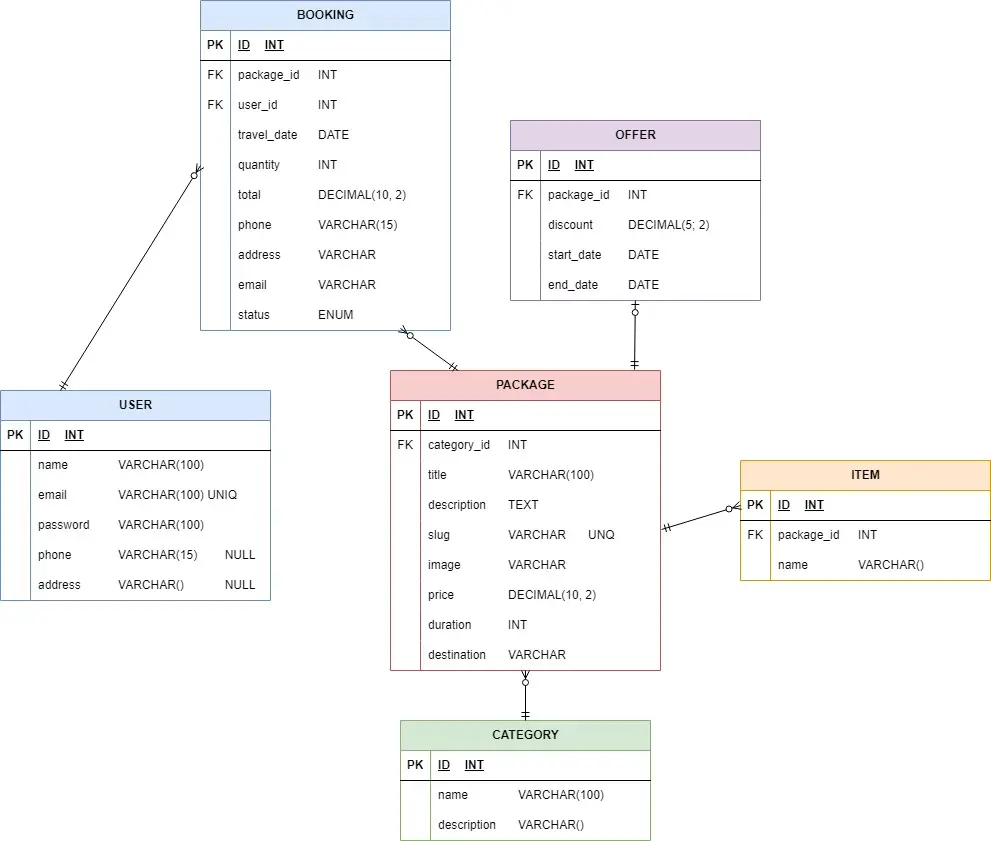 BOOKING
PK ID INT
FK package_id INT
FK user_id INT
travel_date DATE
quantity INT
total DECIMAL(10, 2)
phone VARCHAR(15)
address VARCHAR
email VARCHAR
status ENUM
OFFER
PK ID INT
FK package_id INT
discount DECIMAL(5; 2)
start_date DATE
end_date DATE
USER
PK ID INT
name VARCHAR(100)
email VARCHAR(100) UNIQ
password VARCHAR(100)
phone VARCHAR(15) NULL
address VARCHAR() NULL
PACKAGE
PK ID INT
FK category_id INT
title VARCHAR(100)
description TEXT
slug VARCHAR UNQ
image VARCHAR
price DECIMAL(10, 2)
duration INT
destination VARCHAR
ITEM
PK ID INT
FK package_id INT
name VARCHAR()
CATEGORY
PK ID INT
name VARCHAR(100)
description VARCHAR()